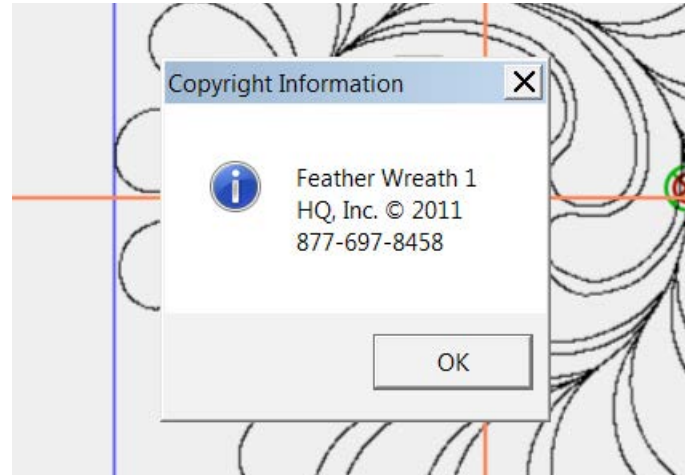 Copyright Information
Feather Wreath 1
HQ, Inc. © 2011
877-697-8458
OK